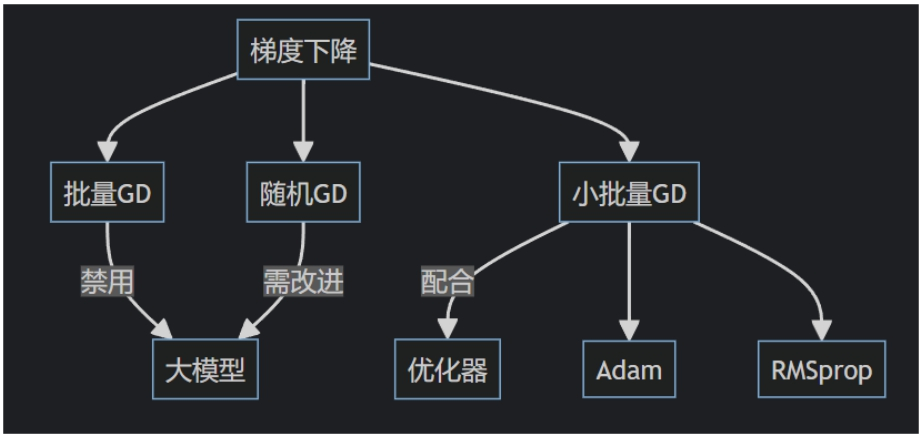 梯度下降
批量GD
随机GD
小批量GD
禁用
需改进
配合
大模型
优化器
Adam
RMSprop